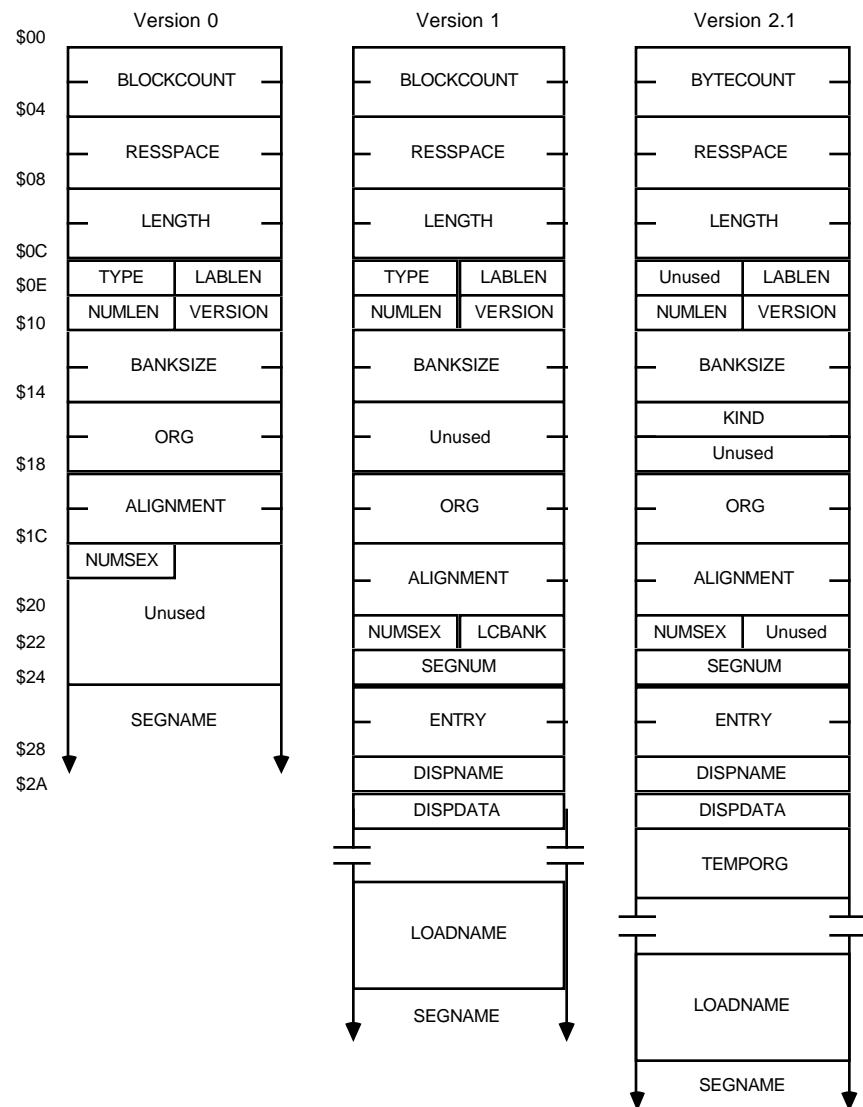 Version 0 Version 1 Version 2.1
$00
BLOCKCOUNT BLOCKCOUNT BYTECOUNT
$04
RESSPACE RESSPACE RESSPACE
$08
LENGTH LENGTH LENGTH
$0C
TYPE LABLEN TYPE LABLEN Unused LABLEN
$0E
NUMLEN VERSION NUMLEN VERSION NUMLEN VERSION
$10
BANKSIZE BANKSIZE BANKSIZE
$14
KIND
ORG Unused
Unused
$18
ALIGNMENT ORG ORG
$1C
NUMSEX
ALIGNMENT ALIGNMENT
$20
Unused
NUMSEX LCBANK NUMSEX Unused
$22
SEGNUM SEGNUM
$24
SEGNAME ENTRY ENTRY
$28
DISPNAME DISPNAME
$2A
DISPDATA DISPDATA
TEMPORG
LOADNAME
LOADNAME
SEGNAME
SEGNAME